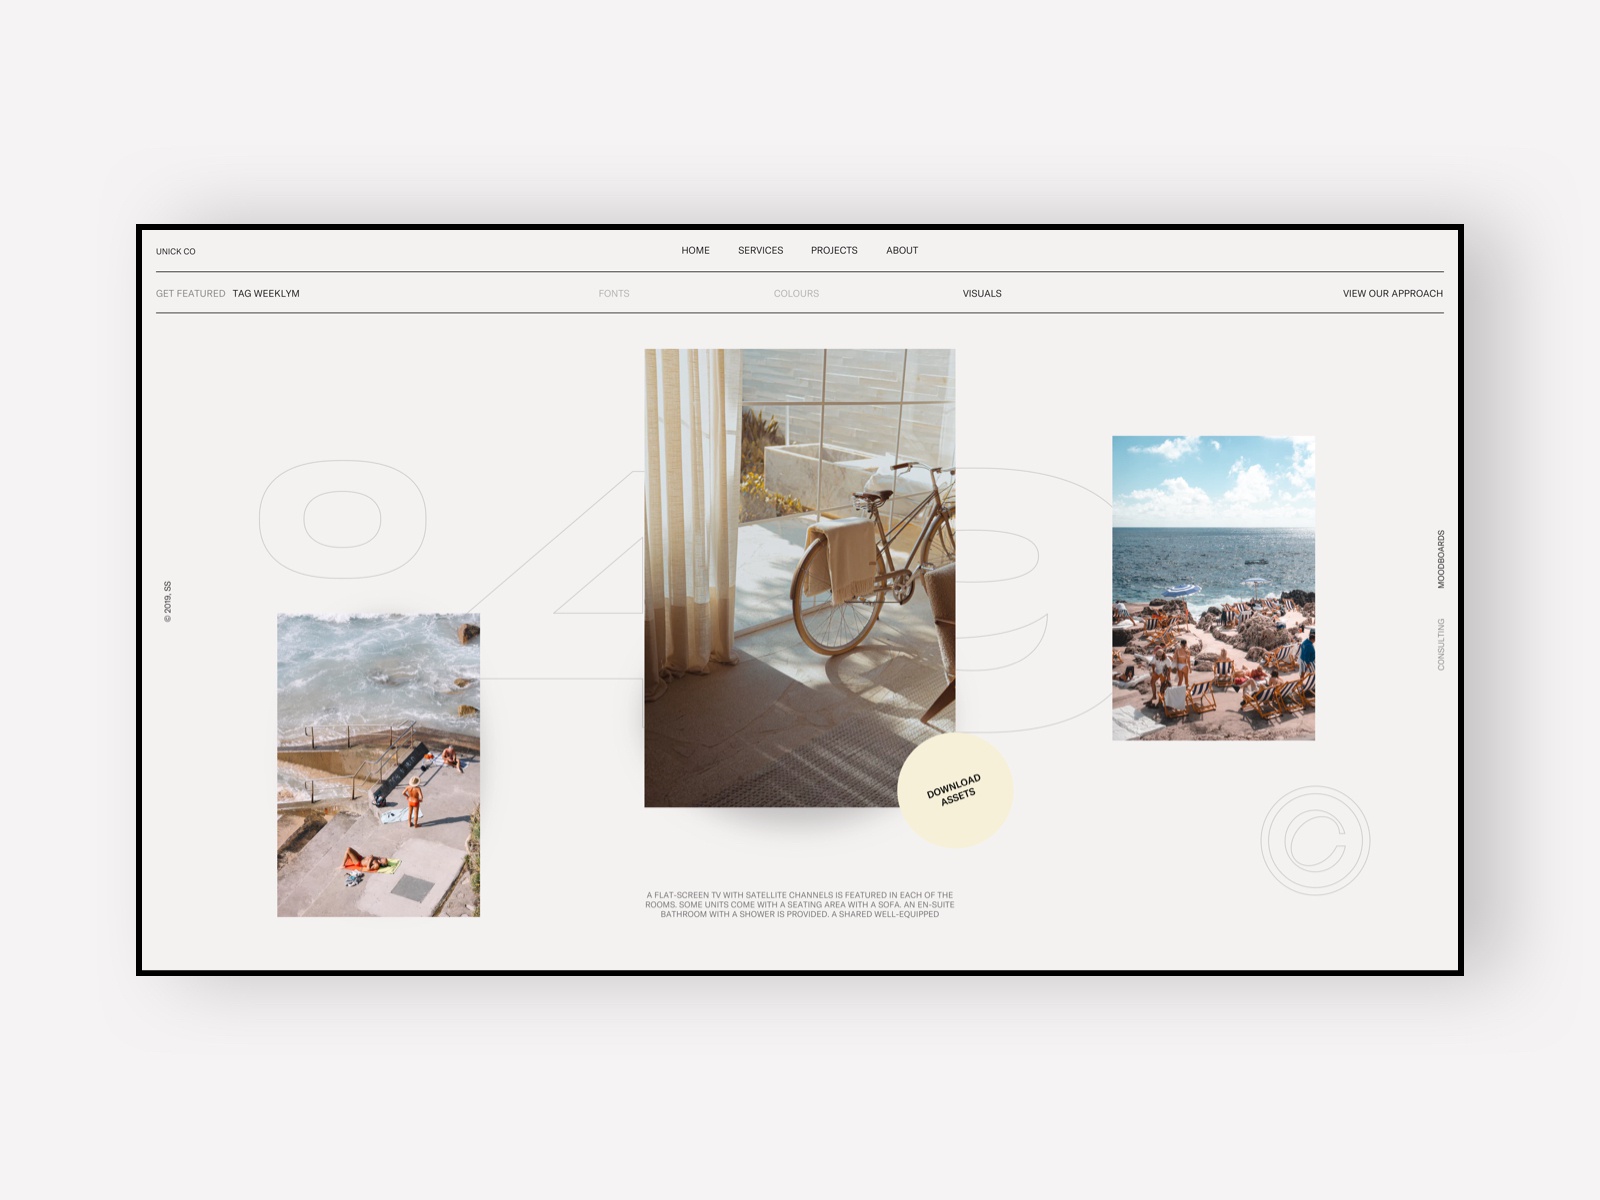 UNICK CO
HOME SERVICES PROJECTS ABOUT
GET FEATURED TAG WEEKLYM
FONTS
COLOURS
VISUALS
VIEW OUR APPROACH
© 2019, SS
MOODBOARDS
CONSULTING
DOWNLOAD
ASSETS
©
A FLAT-SCREEN TV WITH SATELLITE CHANNELS IS FEATURED IN EACH OF THE
ROOMS. SOME UNITS COME WITH A SEATING AREA WITH A SOFA. AN EN-SUITE
BATHROOM WITH A SHOWER IS PROVIDED. A SHARED WELL-EQUIPPED